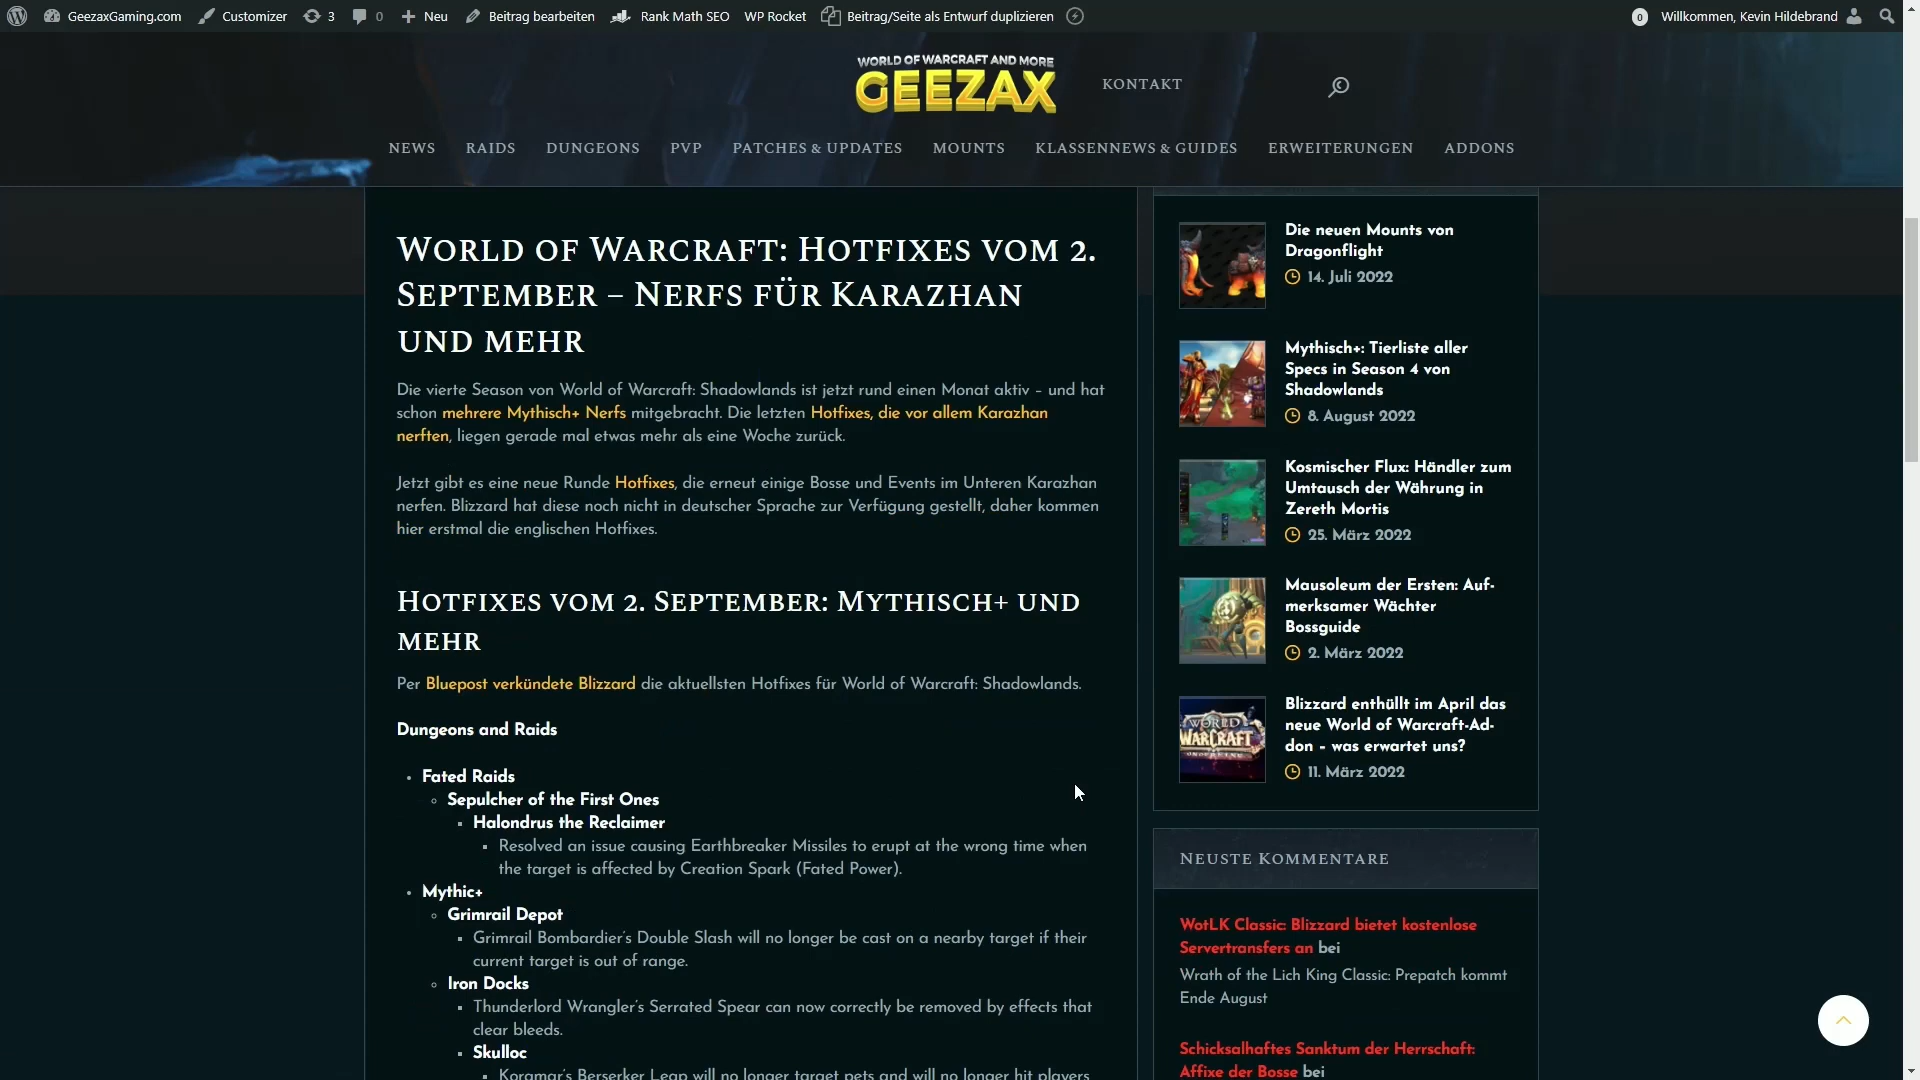 GeezaxGaming.com Customizer 3 0 Neu Beitrag bearbeiten Rank Math SEO WP Rocket Beitrag/Seite als Entwurf duplizieren 0 Willkommen, Kevin Hildebrand
WORLD OF WARCRAFT AND MORE
GEEZAX
KONTAKT
NEWS RAIDS DUNGEONS PVP PATCHES & UPDATES MOUNTS KLASSENNEWS & GUIDES ERWEITERUNGEN ADDONS
World of Warcraft: Hotfixes vom 2.
September – Nerfs für Karazhan
und mehr
Die vierte Season von World of Warcraft: Shadowlands ist jetzt rund einen Monat aktiv – und hat
schon mehrere Mythisch+ Nerfs mitgebracht. Die letzten Hotfixes, die vor allem Karazhan
nerften, liegen gerade mal etwas mehr als eine Woche zurück.
Jetzt gibt es eine neue Runde Hotfixes, die erneut einige Bosse und Events im Unteren Karazhan
nerfen. Blizzard hat diese noch nicht in deutscher Sprache zur Verfügung gestellt, daher kommen
hier erstmal die englischen Hotfixes.
Hotfixes vom 2. September: Mythisch+ und
mehr
Per Bluepost verkündete Blizzard die aktuellsten Hotfixes für World of Warcraft: Shadowlands.
Dungeons and Raids
Fated Raids
Sepulcher of the First Ones
Halondrus the Reclaimer
Resolved an issue causing Earthbreaker Missiles to erupt at the wrong time when
the target is affected by Creation Spark (Fated Power).
Mythic+
Grimrail Depot
Grimrail Bombardier's Double Slash will no longer be cast on a nearby target if their
current target is out of range.
Iron Docks
Thunderlord Wrangler's Serrated Spear can now correctly be removed by effects that
clear bleeds.
Skulloc
Koramar's Berserker Leap will no longer target pets and will no longer hit players
Die neuen Mounts von
Dragonflight
14. Juli 2022
Mythisch+: Tierliste aller
Specs in Season 4 von
Shadowlands
8. August 2022
Kosmischer Flux: Händler zum
Umtausch der Währung in
Zereth Mortis
25. März 2022
Mausoleum der Ersten: Auf-
merksamer Wächter
Bossguide
2. März 2022
WORLD
WARCRAFT
Blizzard enthüllt im April das
neue World of Warcraft-Ad-
don – was erwartet uns?
11. März 2022
Neuste Kommentare
WotLK Classic: Blizzard bietet kostenlose
Servertransfers an bei
Wrath of the Lich King Classic: Prepatch kommt
Ende August
Schicksalhaftes Sanktum der Herrschaft:
Affixe der Bosse bei